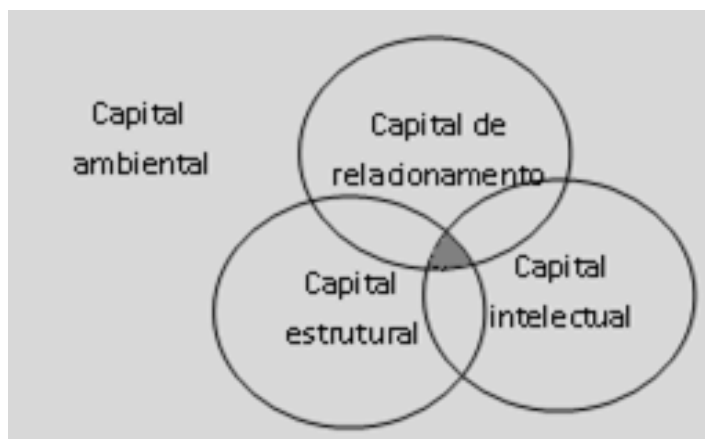 Capital
ambiental
Capital de
relacionamento
Capital
estrutural
Capital
intelectual